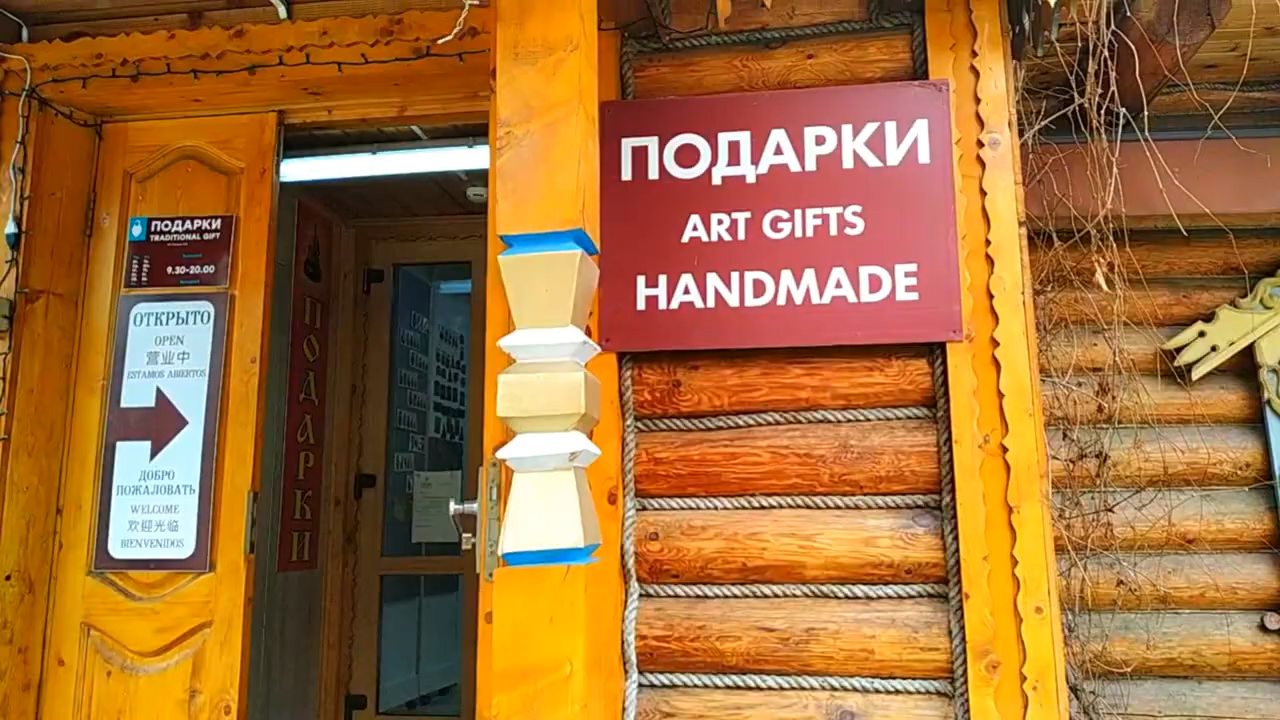 ПОДАРКИ
TRADITIONAL GIFT
9.30-20.00
ОТКРЫТО
OPEN
营业中
ESTAMOS ABIERTOS
ДОБРО
ПОЖАЛОВАТЬ
WELCOME
欢迎光临
BIENVENIDOS
ПОДАРКИ
ПОДАРКИ
ART GIFTS
HANDMADE